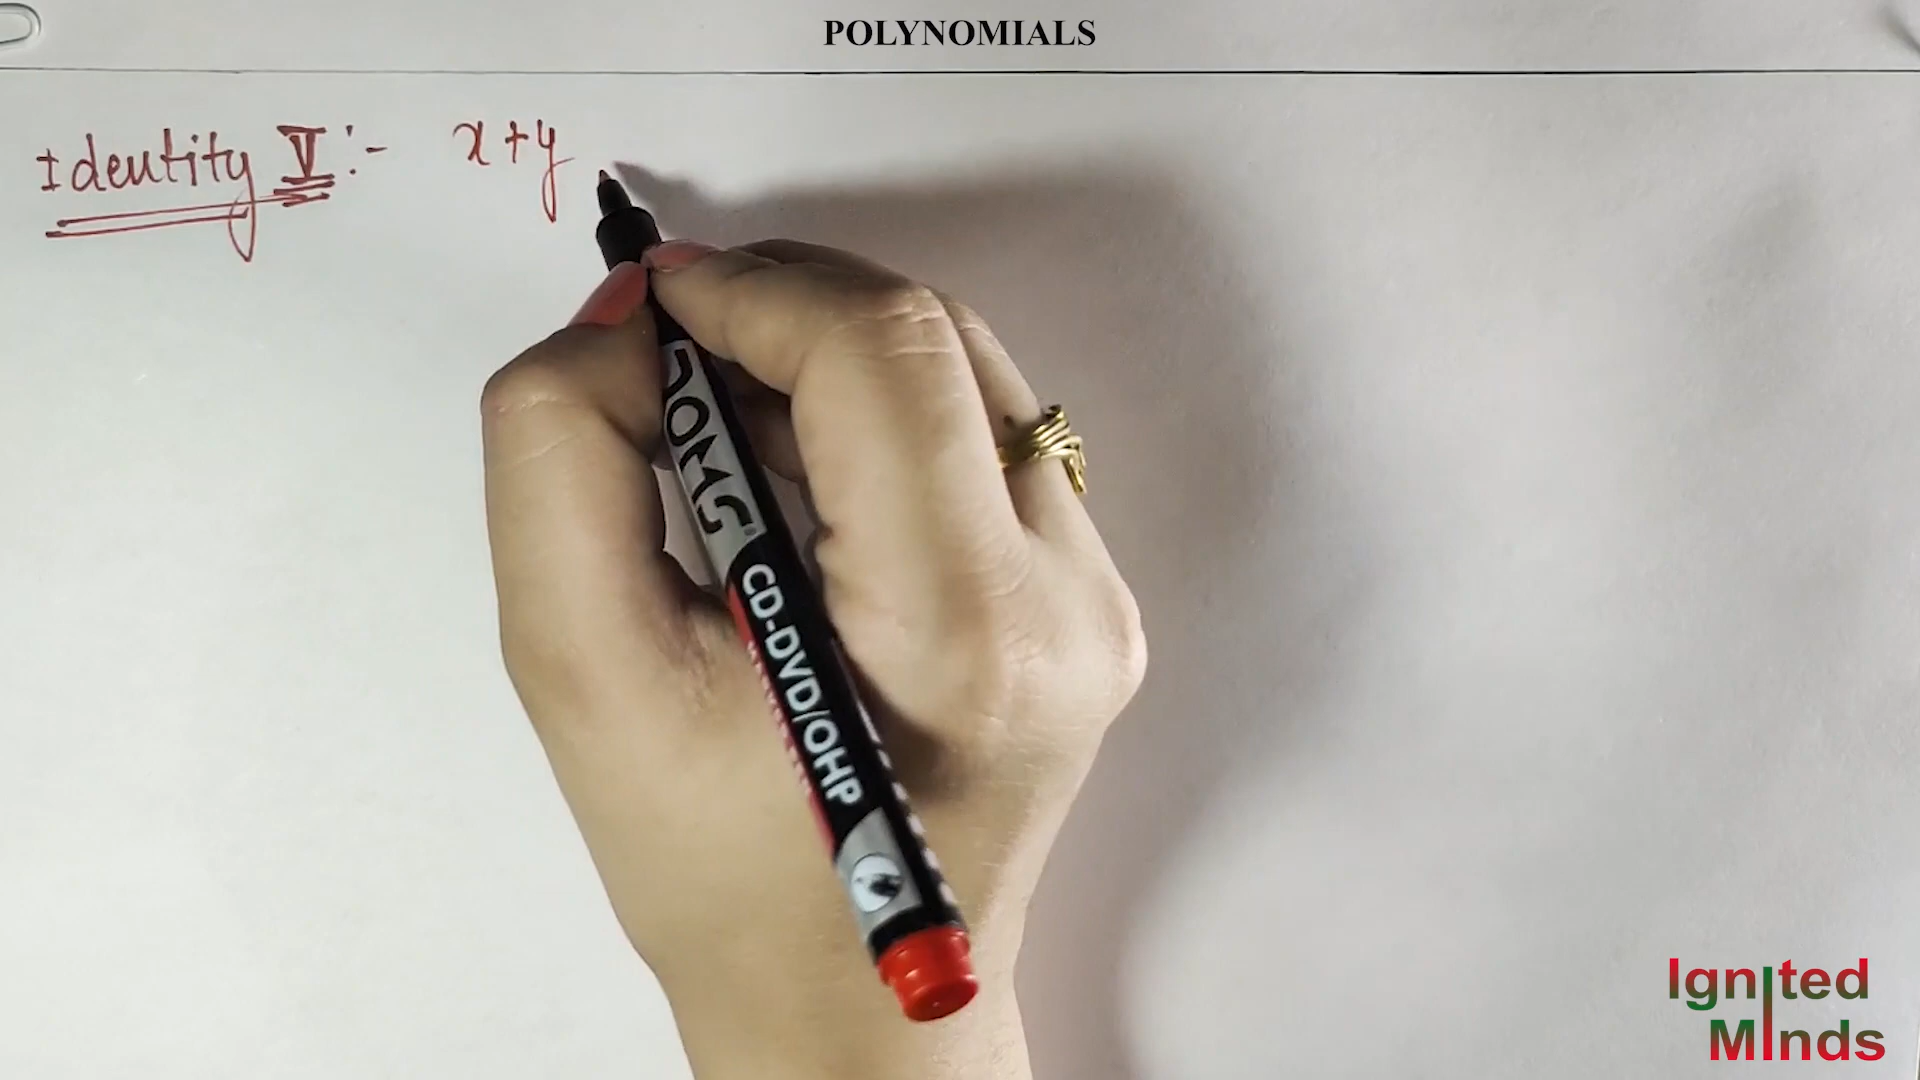 POLYNOMIALS
Identity V :- x + y
DOMS
CD-DVD/OHP
Ignited
Minds